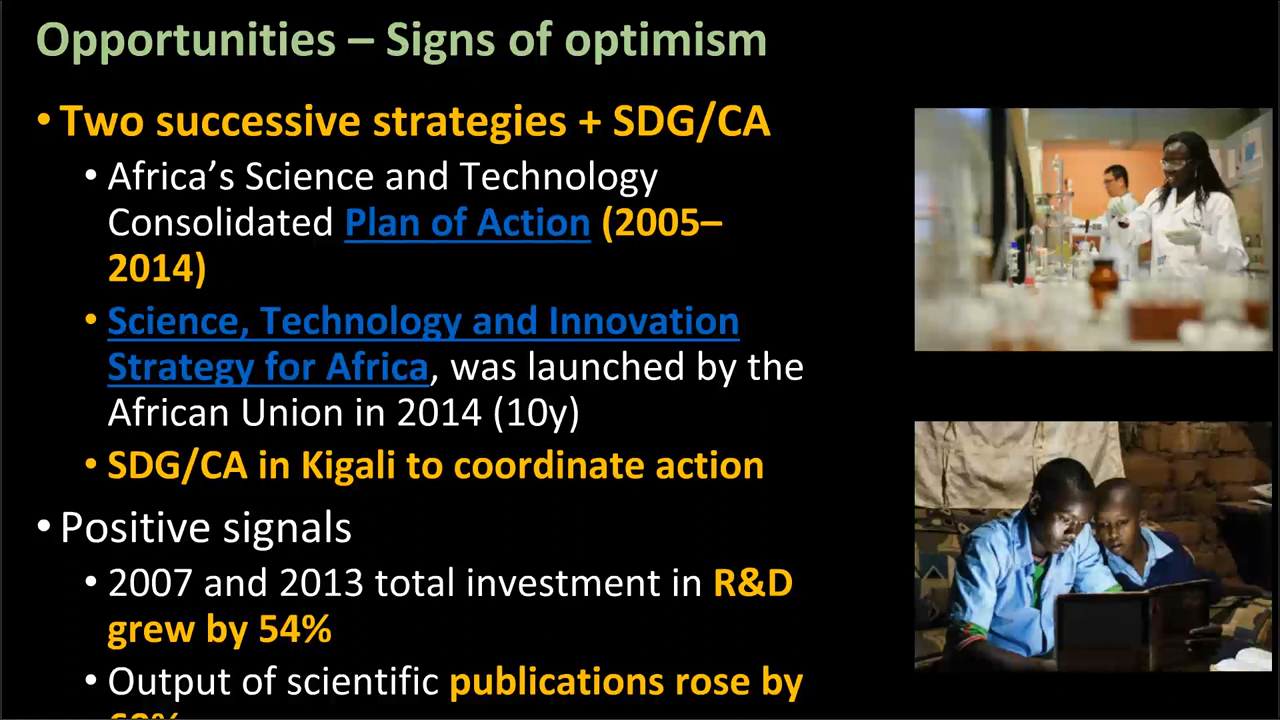 Opportunities – Signs of optimism
• Two successive strategies + SDG/CA
• Africa’s Science and Technology
Consolidated Plan of Action (2005–
2014)
• Science, Technology and Innovation
Strategy for Africa, was launched by the
African Union in 2014 (10y)
• SDG/CA in Kigali to coordinate action
• Positive signals
• 2007 and 2013 total investment in R&D
grew by 54%
• Output of scientific publications rose by